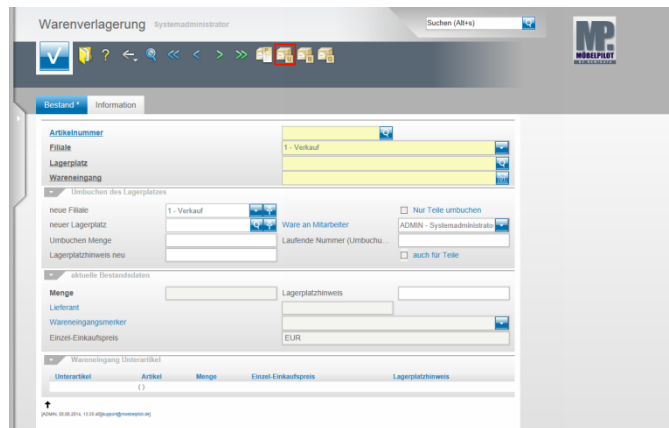 Warenverlagerung Systemadministrator
Suchen (Alt+s)
MP
MÖBELPILOT
Bestand * Information
Artikelnummer
Filiale 1 - Verkauf
Lagerplatz
Wareneingang
Umbuchen des Lagerplatzes
neue Filiale 1 - Verkauf Nur Teile umbuchen
neuer Lagerplatz Ware an Mitarbeiter ADMIN - Systemadministrato
Umbuchen Menge Laufende Nummer (Umbuchu...
Lagerplatzhinweis neu auch für Teile
aktuelle Bestandsdaten
Menge Lagerplatzhinweis
Lieferant
Wareneingangsmerker
Einzel-Einkaufspreis EUR
Wareneingang Unterartikel
Unterartikel Artikel Menge Einzel-Einkaufspreis Lagerplatzhinweis
( )